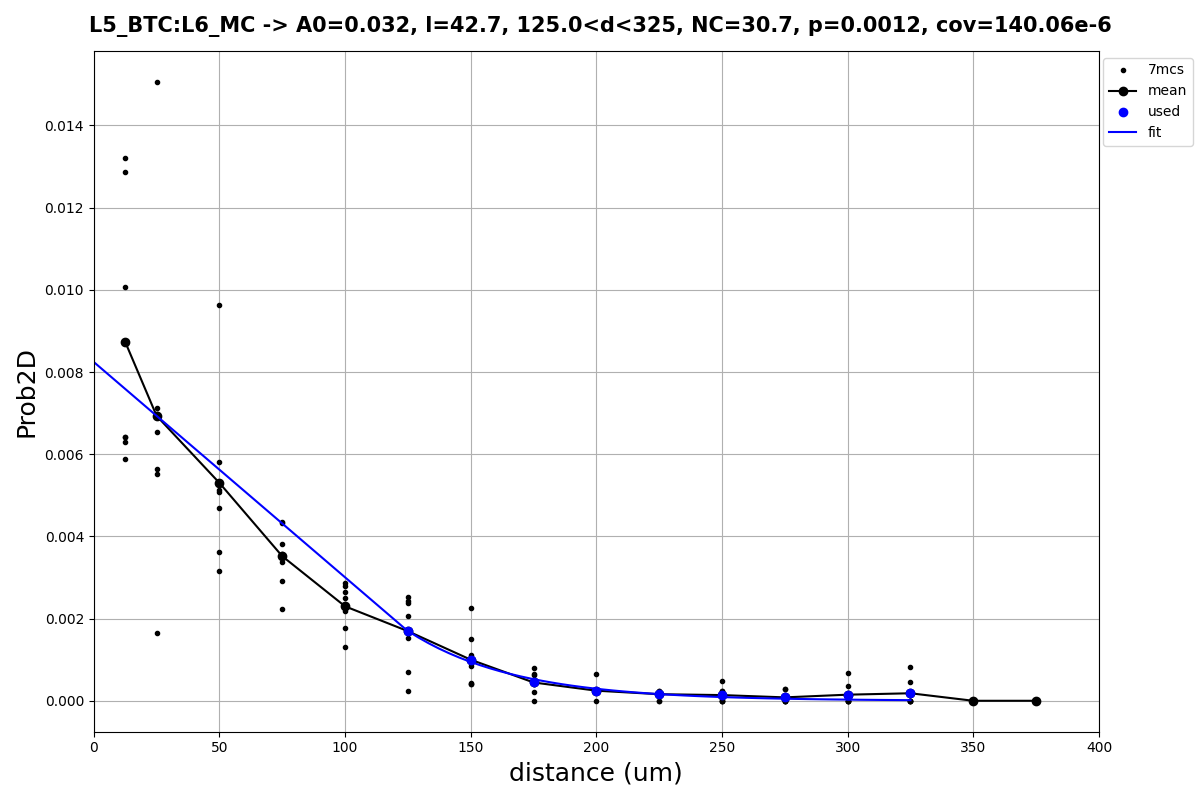 L5_BTC:L6_MC -> A0=0.032, l=42.7, 125.0<d<325, NC=30.7, p=0.0012, cov=140.06e-6
7mcs
mean
used
fit
0.014
0.012
0.010
0.008
0.006
0.004
0.002
0.000
Prob2D
0 50 100 150 200 250 300 350 400
distance (um)